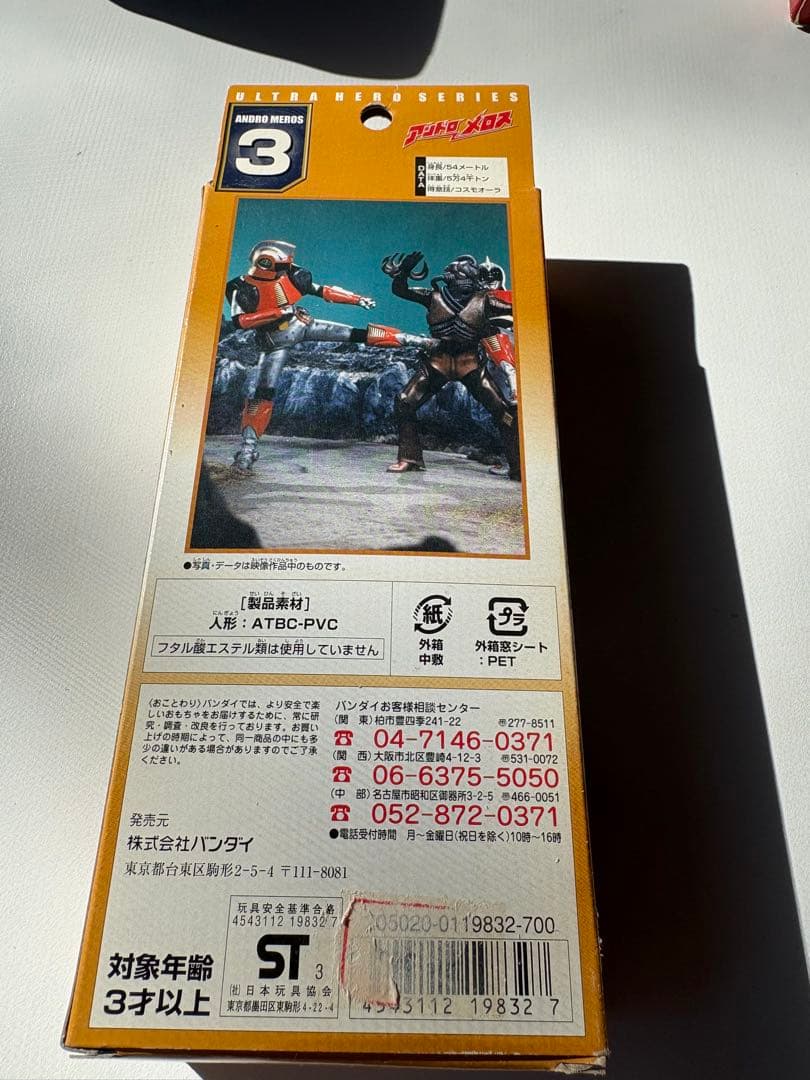 ULTRA HERO SERIES
ANDRO MEROS
3
アンドロメロス
DATA
身長/54メートル
体重/5万4千トン
得意技/コスモオーラ
●写真・データは映像作品中のものです。
[製品素材]
人形：ATBC-PVC
フタル酸エステル類は使用していません
紙
外箱
中敷
プラ
外箱窓シート
：PET
〈おことわり〉バンダイでは、より安全で楽
しいおもちゃをお届けするために、常に研
究・調査・改良を行っております。お買い
上げの時期によって、同一商品の中にも多
少の違いがある場合がありますのでご了承
ください。
発売元
株式会社バンダイ
東京都台東区駒形2-5-4 〒111-8081
バンダイお客様相談センター
(関 東)柏市豊四季241-22 〒277-8511
☎ 04-7146-0371
(関 西)大阪市北区豊崎4-12-3 〒531-0072
☎ 06-6375-5050
(中 部)名古屋市昭和区御器所3-2-5 〒466-0051
☎ 052-872-0371
●電話受付時間 月〜金曜日(祝日を除く)10時〜16時
対象年齢
3才以上
玩具安全基準合格
4543112 19832 7
ST 3
(社)日本玩具協会
東京都墨田区東駒形4-22-4
05020-0119832-700
4543112 19832 7